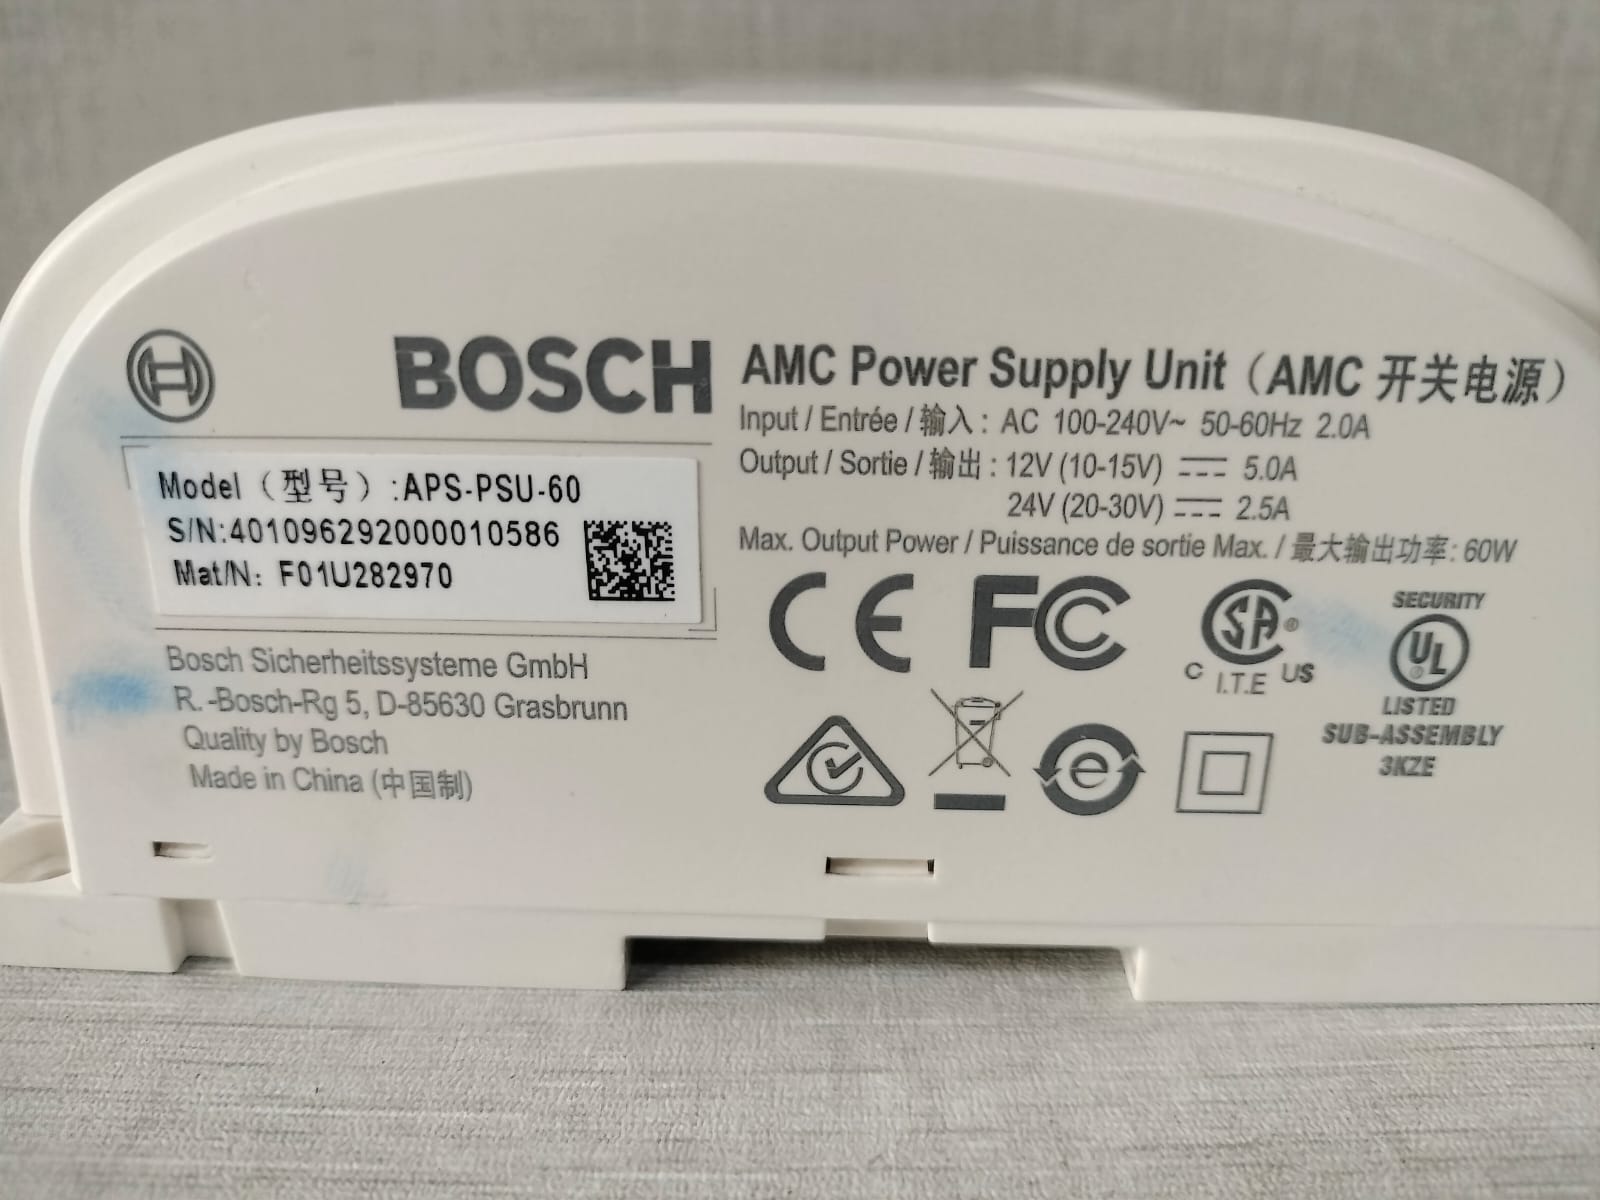 BOSCH
Model（型号）:APS-PSU-60
S/N:401096292000010586
Mat/N: F01U282970
Bosch Sicherheitssysteme GmbH
R.-Bosch-Rg 5, D-85630 Grasbrunn
Quality by Bosch
Made in China (中国制)
AMC Power Supply Unit（AMC 开关电源）
Input / Entrée / 输入 : AC 100-240V~ 50-60Hz 2.0A
Output / Sortie / 输出 : 12V (10-15V) ⎓ 5.0A
24V (20-30V) ⎓ 2.5A
Max. Output Power / Puissance de sortie Max. / 最大输出功率: 60W
CE FC
SA ®
C US
I.T.E
SECURITY
UL ®
LISTED
SUB-ASSEMBLY
3KZE
e